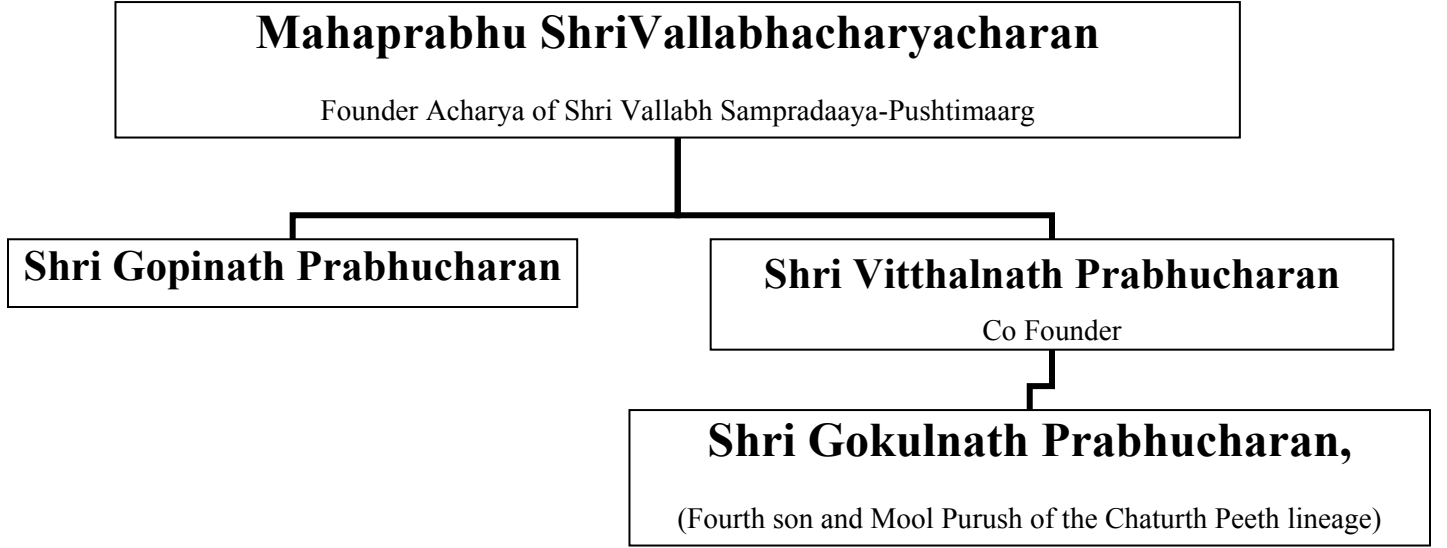 Mahaprabhu ShriVallabhacharyacharan
Founder Acharya of Shri Vallabh Sampradaaya-Pushtimaarg
Shri Gopinath Prabhucharan
Shri Vitthalnath Prabhucharan
Co Founder
Shri Gokulnath Prabhucharan,
(Fourth son and Mool Purush of the Chaturth Peeth lineage)